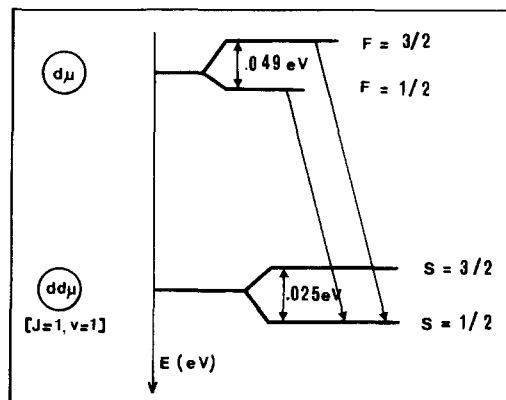 F = 3/2
dμ
.049 eV
F = 1/2
S = 3/2
ddμ
.025eV
[J=1, v=1]
S = 1/2
E (eV)